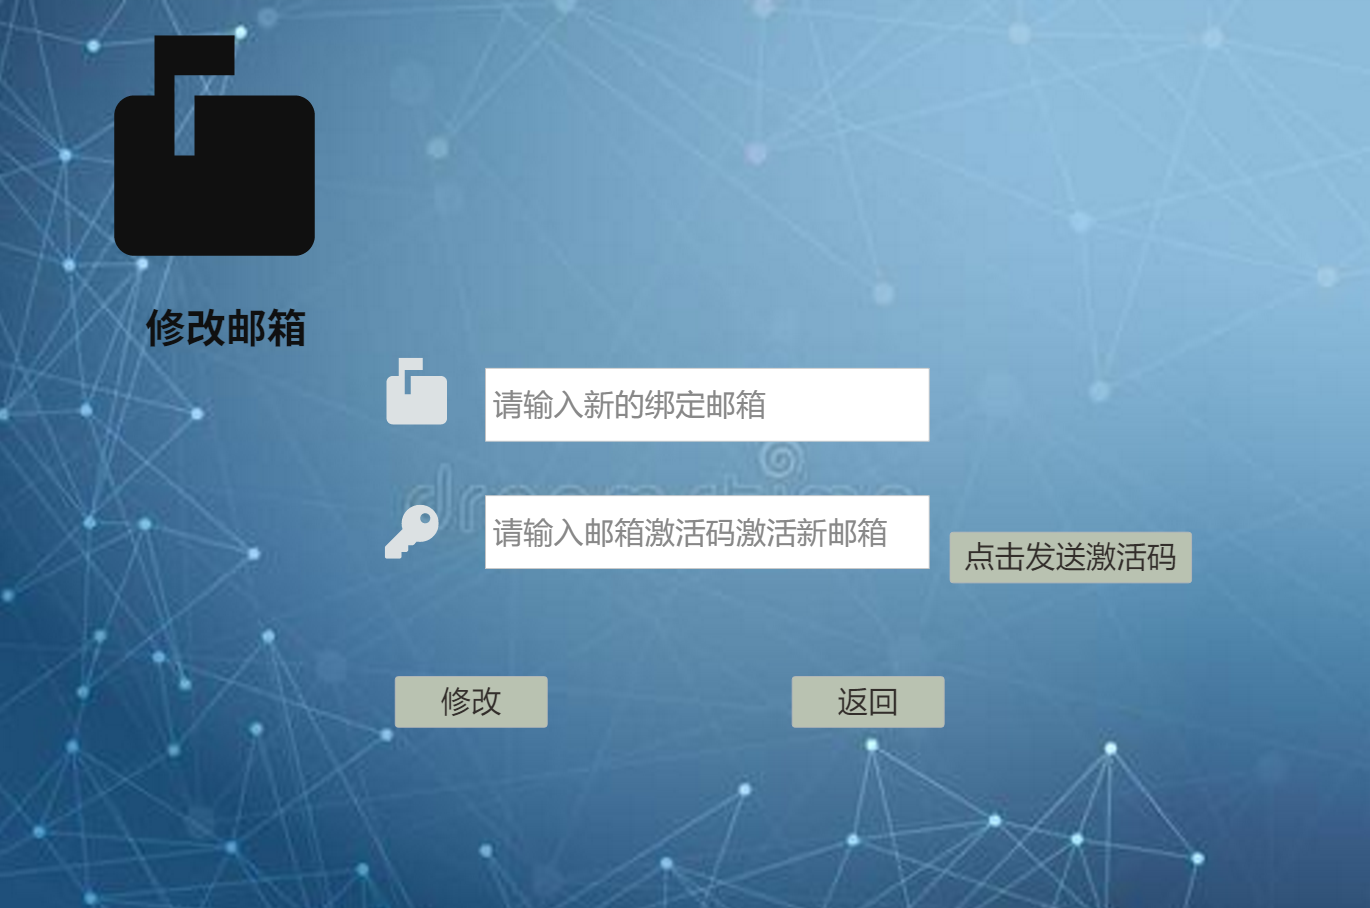 修改邮箱
请输入新的绑定邮箱
dreamstime
请输入邮箱激活码激活新邮箱
点击发送激活码
修改
返回